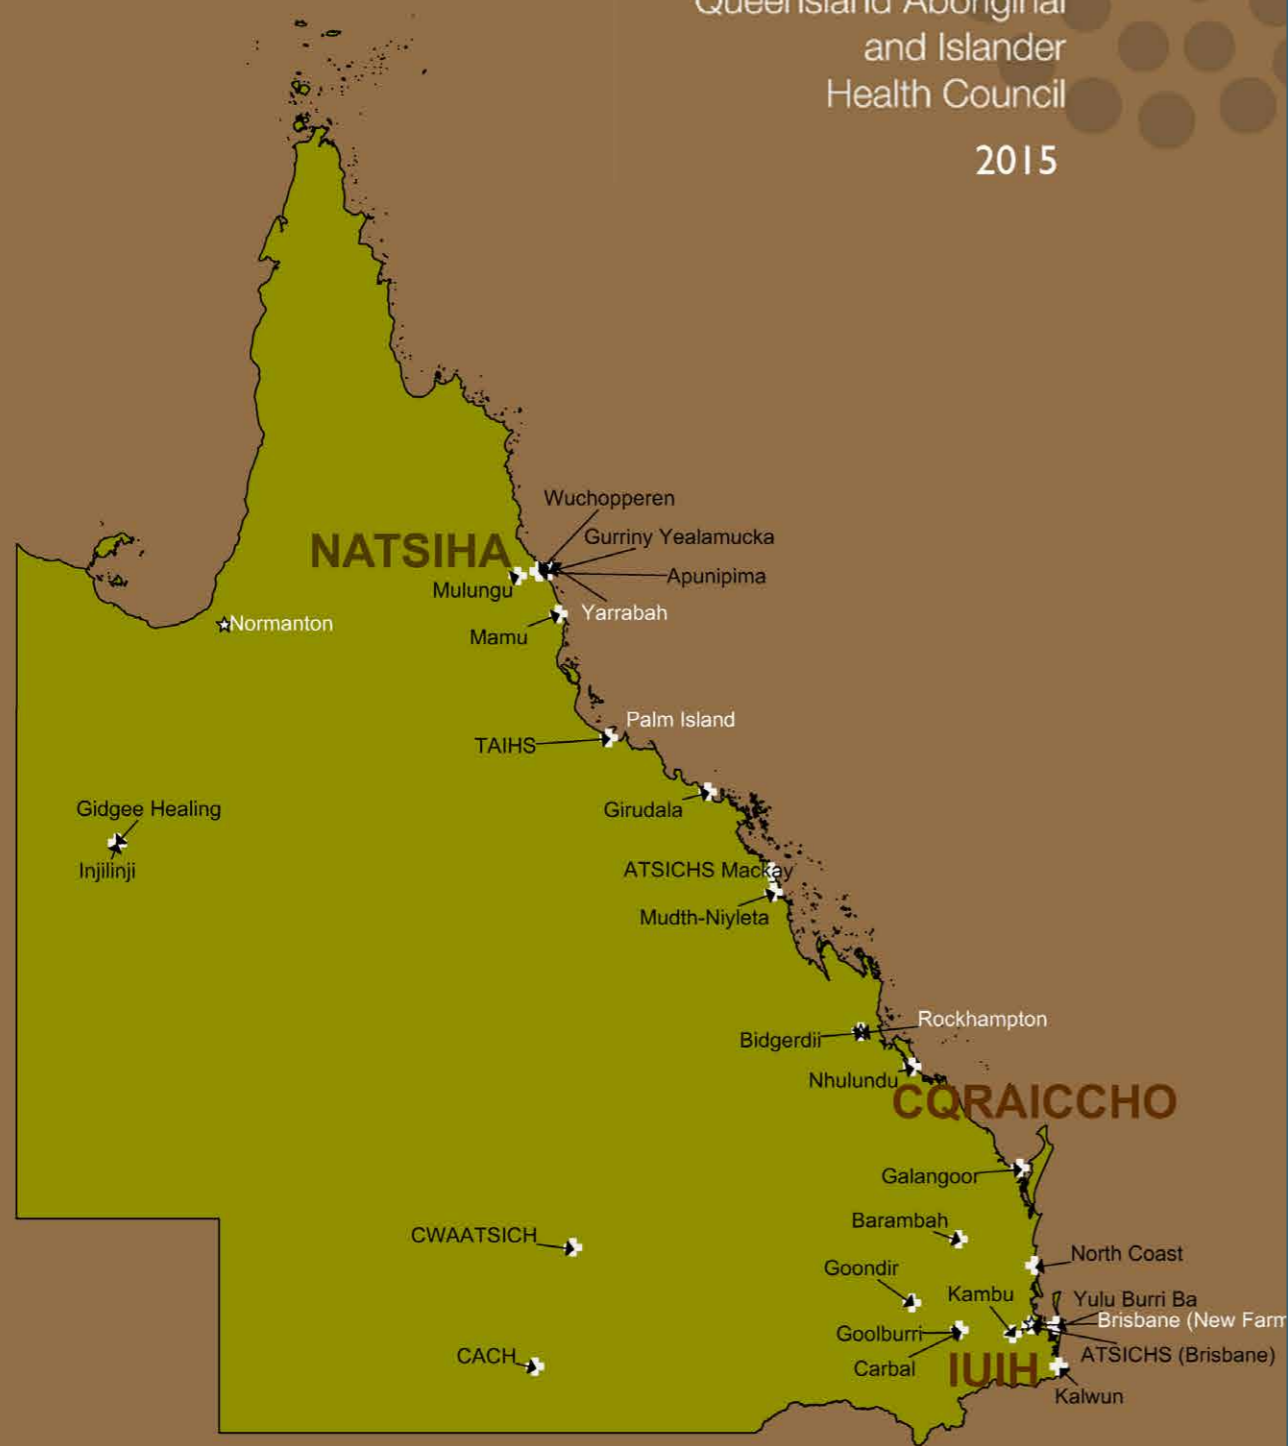 Queensland Aboriginal
and Islander
Health Council
2015
Wuchopperen
Gurriny Yealamucka
NATSIHA
Apunipima
Mulungu
Yarrabah
Normanton
Mamu
Palm Island
TAIHS
Girudala
Gidgee Healing
Injilinji
ATSICHS Mackay
Mudth-Niyleta
Rockhampton
Bidgerdii
Nhulundu
CQRAICCHO
Galangoor
Barambah
CWAATSICH
North Coast
Goondir
Kambu
Yulu Burri Ba
Brisbane (New Farm
Goolburri
ATSICHS (Brisbane)
CACH
Carbal
IUIH
Kalwun